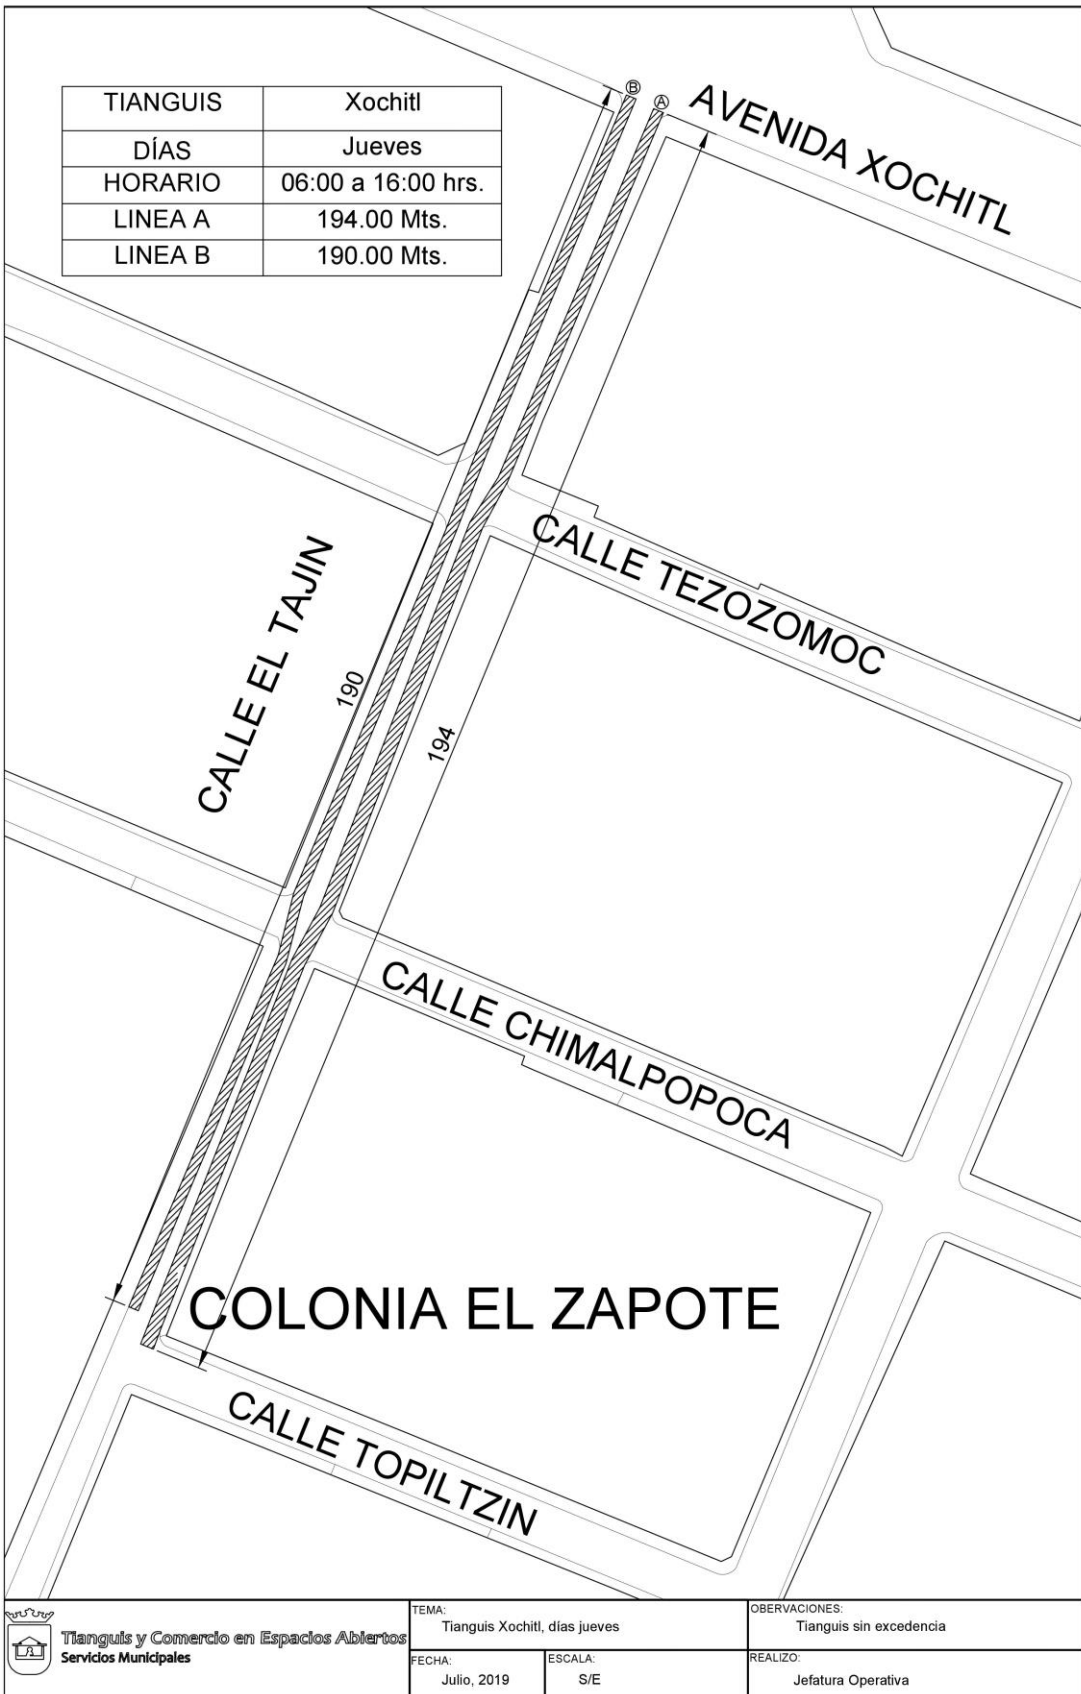 TIANGUIS Xochitl
DÍAS Jueves
HORARIO 06:00 a 16:00 hrs.
LINEA A 194.00 Mts.
LINEA B 190.00 Mts.
B
A
AVENIDA XOCHITL
CALLE TEZOZOMOC
CALLE EL TAJIN
190
194
CALLE CHIMALPOPOCA
COLONIA EL ZAPOTE
CALLE TOPILTZIN
Tianguis y Comercio en Espacios Abiertos
Servicios Municipales
TEMA:
Tianguis Xochitl, días jueves
OBERVACIONES:
Tianguis sin excedencia
FECHA:
Julio, 2019
ESCALA:
S/E
REALIZO:
Jefatura Operativa